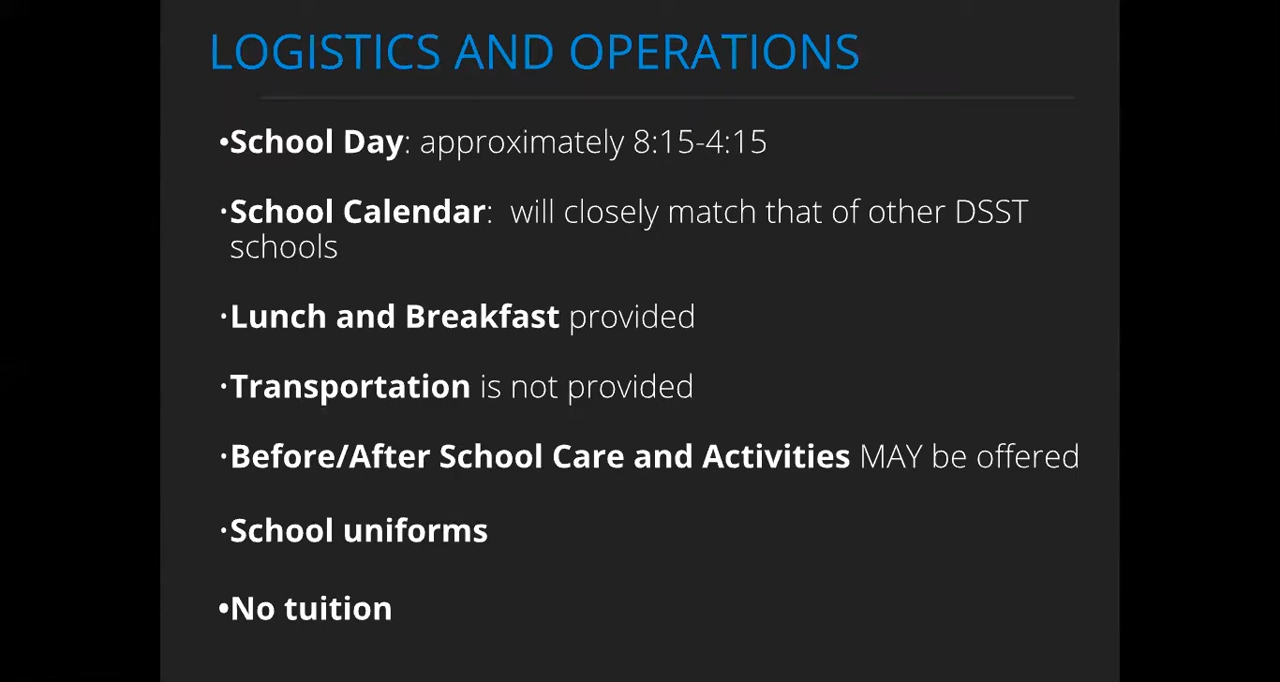 LOGISTICS AND OPERATIONS
•School Day: approximately 8:15-4:15
·School Calendar:  will closely match that of other DSST
schools
·Lunch and Breakfast provided
·Transportation is not provided
·Before/After School Care and Activities MAY be offered
·School uniforms
•No tuition